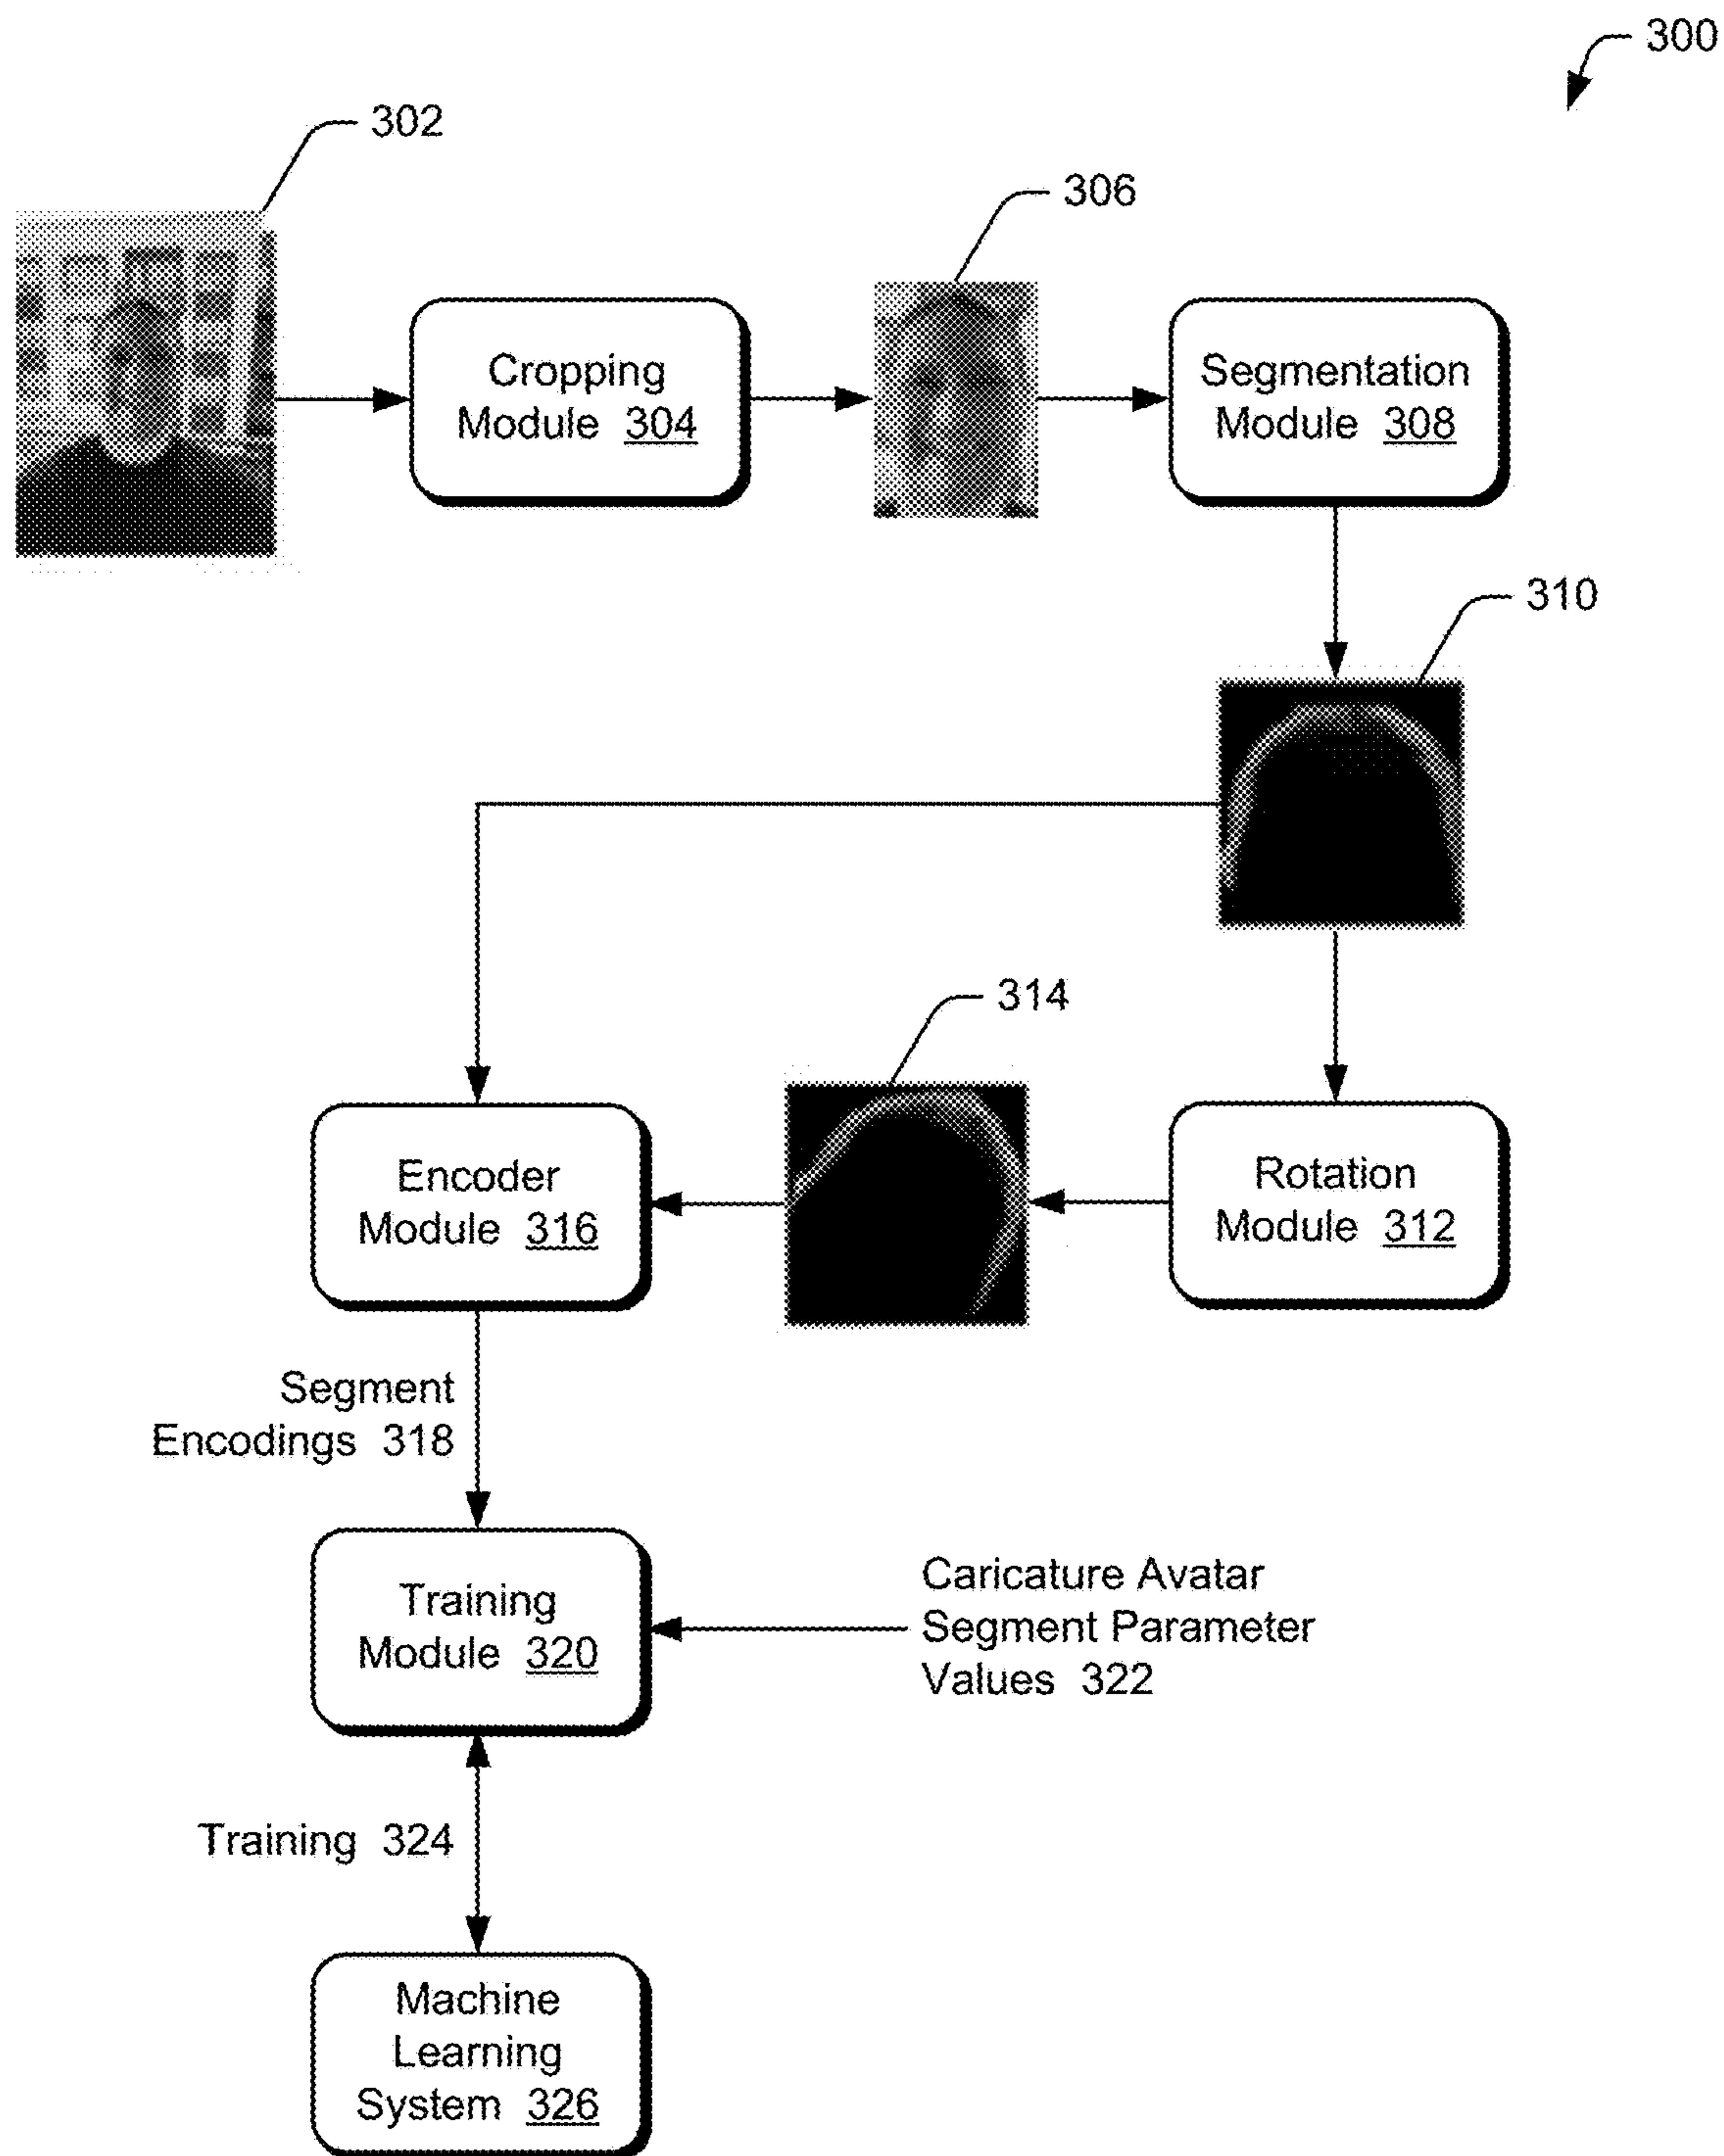 300
302
306
Cropping
Module 304
Segmentation
Module 308
310
314
Encoder
Module 316
Rotation
Module 312
Segment
Encodings 318
Training
Module 320
Caricature Avatar
Segment Parameter
Values 322
Training 324
Machine
Learning
System 326